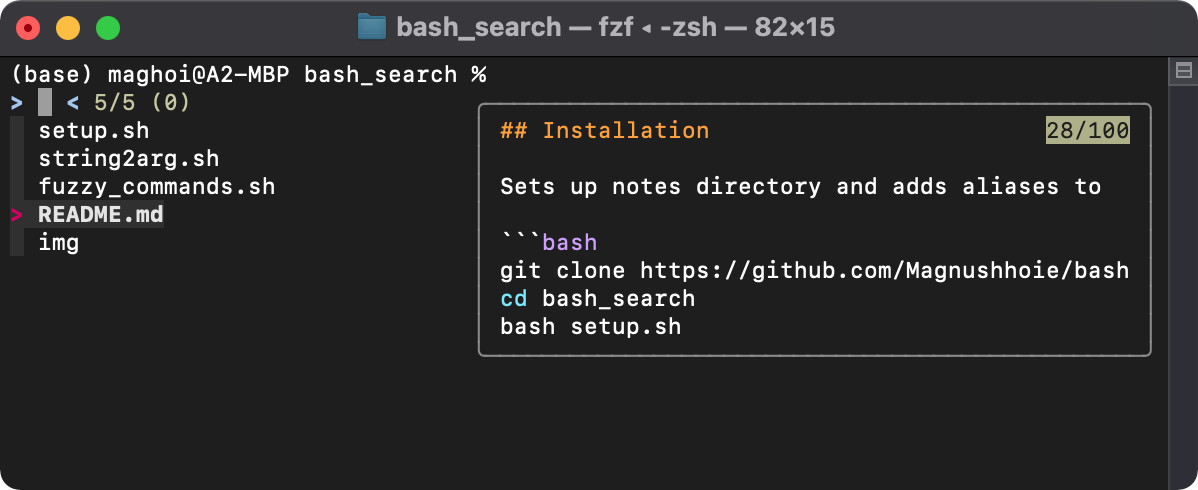 bash_search — fzf ◂ -zsh — 82×15
(base) maghoi@A2-MBP bash_search %
> < 5/5 (0)
setup.sh
string2arg.sh
fuzzy_commands.sh
> README.md
img
## Installation 28/100
Sets up notes directory and adds aliases to
```bash
git clone https://github.com/Magnushhoie/bash
cd bash_search
bash setup.sh